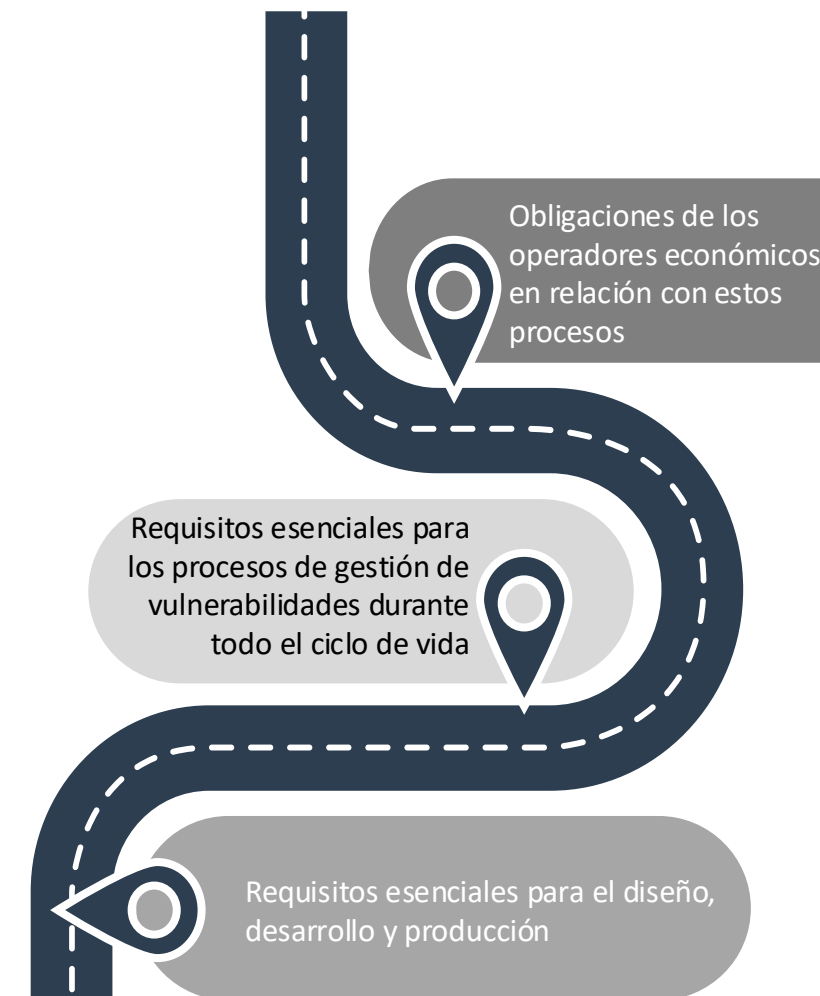 Obligaciones de los
operadores económicos
en relación con estos
procesos
Requisitos esenciales para
los procesos de gestión de
vulnerabilidades durante
todo el ciclo de vida
Requisitos esenciales para el diseño,
desarrollo y producción